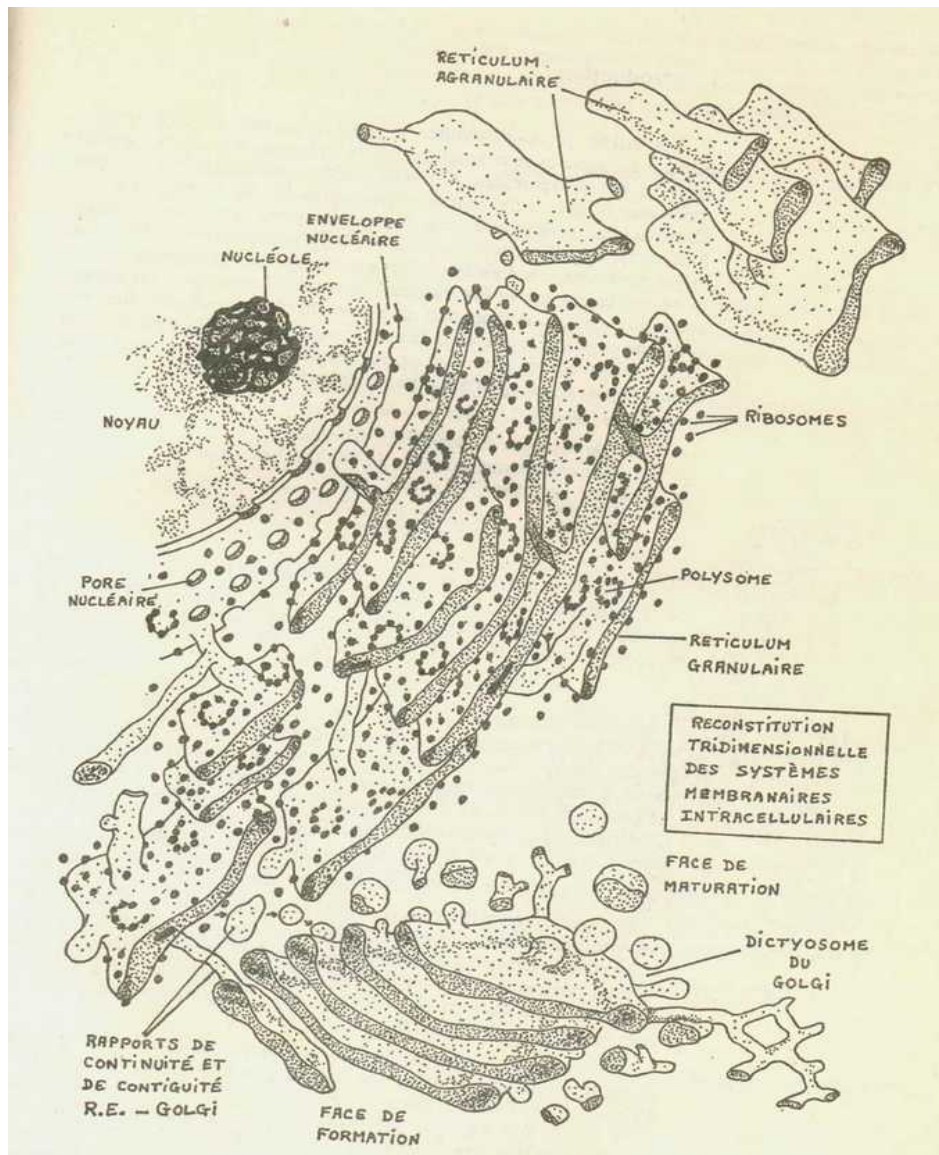 RETICULUM
AGRANULAIRE
ENVELOPPE
NUCLÉAIRE
NUCLÉOLE
NOYAU
RIBOSOMES
PORE
NUCLÉAIRE
POLYSOME
RETICULUM
GRANULAIRE
RECONSTITUTION
TRIDIMENSIONNELLE
DES SYSTÈMES
MEMBRANAIRES
INTRACELLULAIRES
FACE DE
MATURATION
DICTYOSOME
DU
GOLGI
RAPPORTS DE
CONTINUITÉ ET
DE CONTIGUITÉ
R.E. – GOLGI
FACE DE
FORMATION